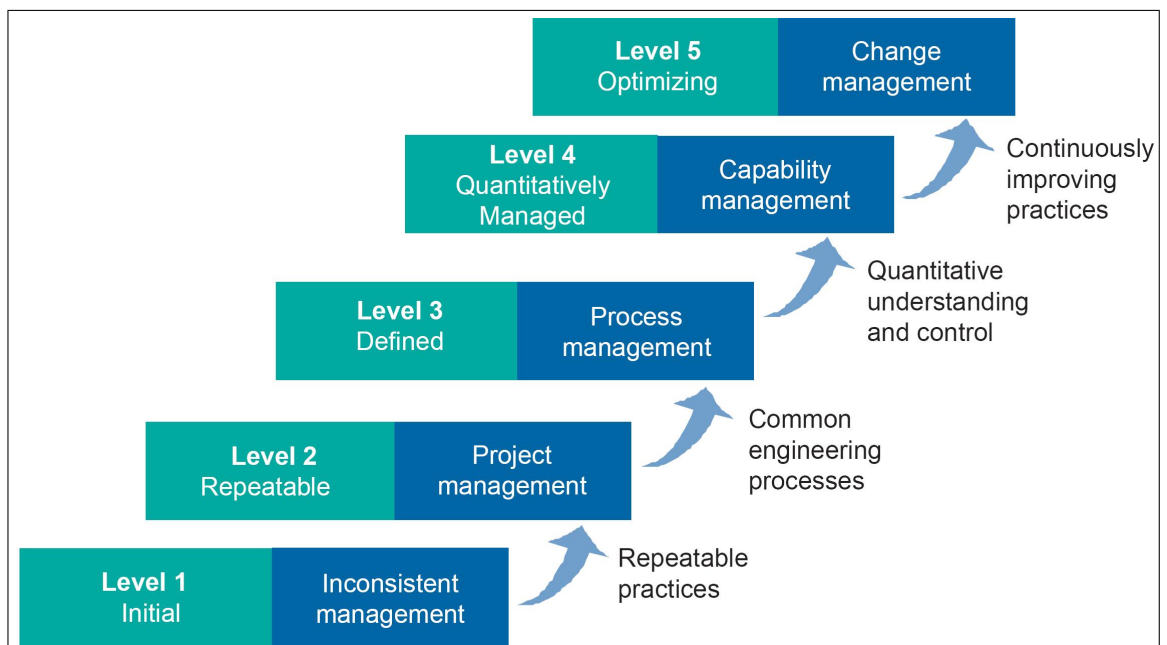 Level 5
Optimizing
Change
management
Continuously
improving
practices
Level 4
Quantitatively
Managed
Capability
management
Quantitative
understanding
and control
Level 3
Defined
Process
management
Common
engineering
processes
Level 2
Repeatable
Project
management
Repeatable
practices
Level 1
Initial
Inconsistent
management